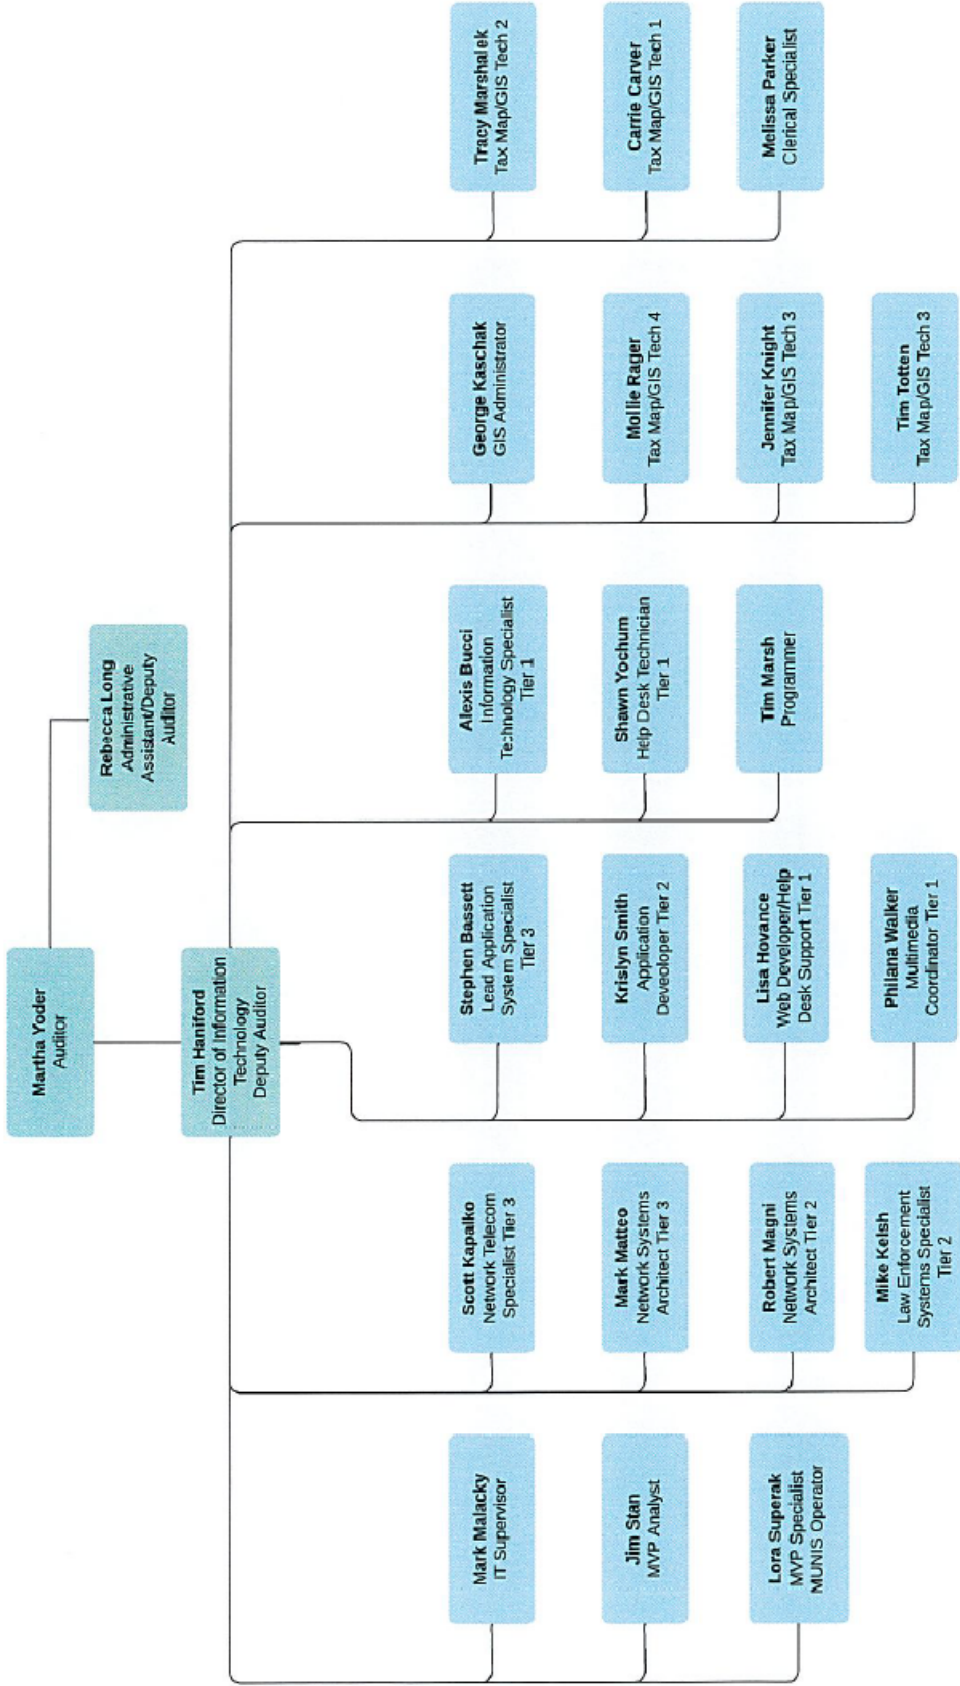 Martha Yoder
Auditor
Rebecca Long
Administrative
Assistant/Deputy
Auditor
Tim Haniford
Director of Information
Technology
Deputy Auditor
Mark Malacky
IT Supervisor
Jim Stan
MVP Analyst
Lora Superak
MVP Specialist
MUNIS Operator
Scott Kapalko
Network Telecom
Specialist Tier 3
Mark Matteo
Network Systems
Architect Tier 3
Robert Magni
Network Systems
Architect Tier 2
Mike Kelsh
Law Enforcement
Systems Specialist
Tier 2
Stephen Bassett
Lead Application
System Specialist
Tier 3
Krislyn Smith
Application
Deveoloper Tier 2
Lisa Hovance
Web Developer/Help
Desk Support Tier 1
Philana Walker
Multimedia
Coordinator Tier 1
Alexis Bucci
Information
Technology Specialist
Tier 1
Shawn Yochum
Help Desk Technician
Tier 1
Tim Marsh
Programmer
George Kaschak
GIS Administrator
Mollie Rager
Tax Map/GIS Tech 4
Jennifer Knight
Tax Map/GIS Tech 3
Tim Totten
Tax Map/GIS Tech 3
Tracy Marshalek
Tax Map/GIS Tech 2
Carrie Carver
Tax Map/GIS Tech 1
Melissa Parker
Clerical Specialist